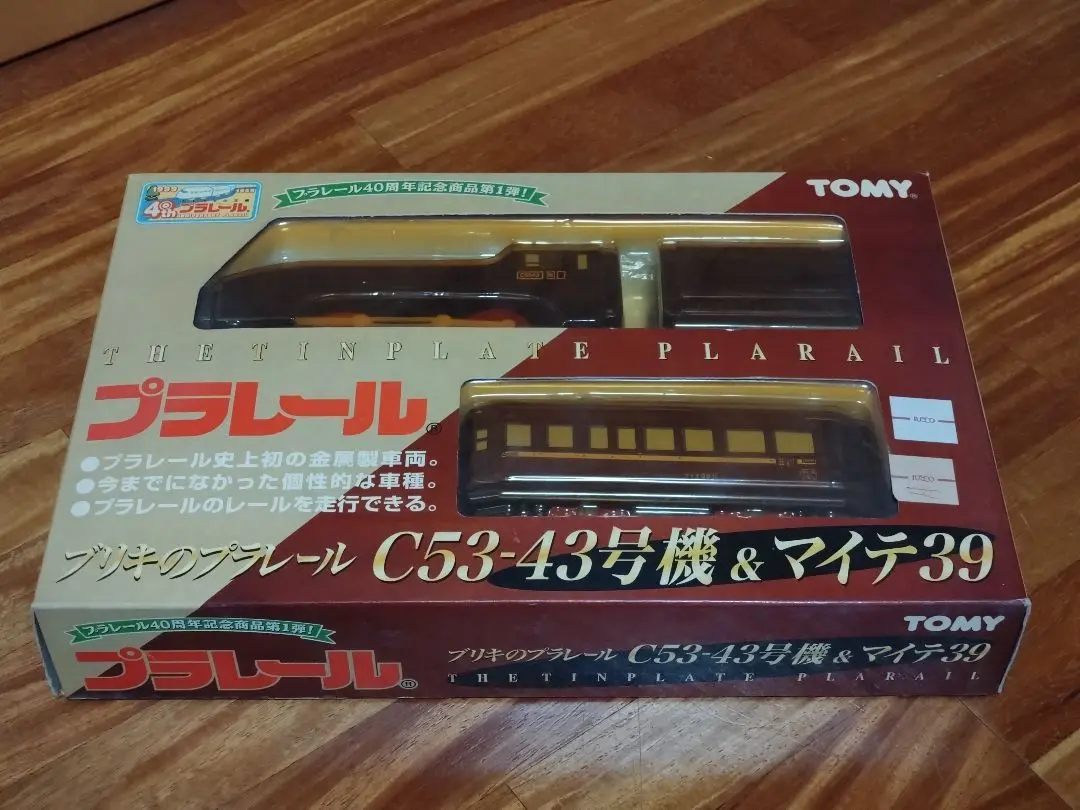 1999
40th プラレール
プラレール40周年記念商品第1弾!
TOMY®
C5343
THE TINPLATE PLARAIL
プラレール®
●プラレール史上初の金属製車両。
●今までになかった個性的な車種。
●プラレールのレールを走行できる。
ブリキのプラレール C53-43号機 & マイテ39
プラレール40周年記念商品第1弾!
TOMY
プラレール®
ブリキのプラレール C53-43号機 & マイテ39
THE TINPLATE PLARAIL